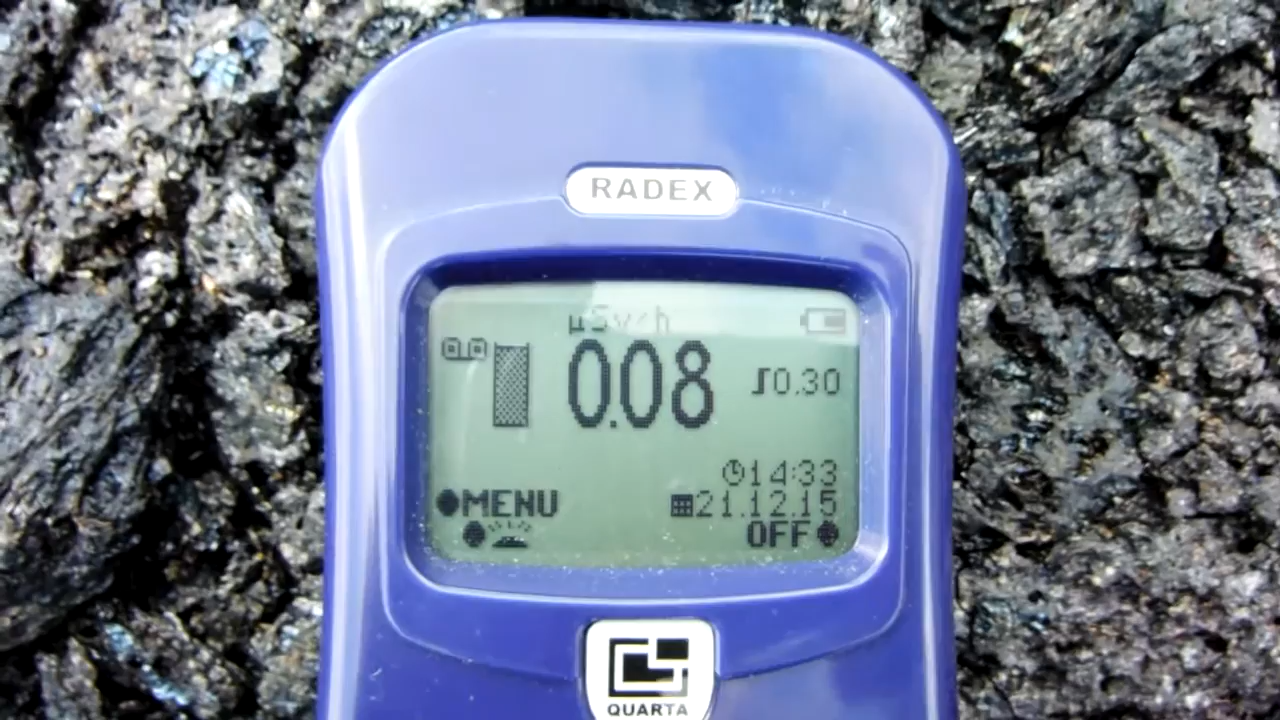 RADEX
µSv/h
0.08
0.30
14:33
MENU
21.12.15
OFF
QUARTA